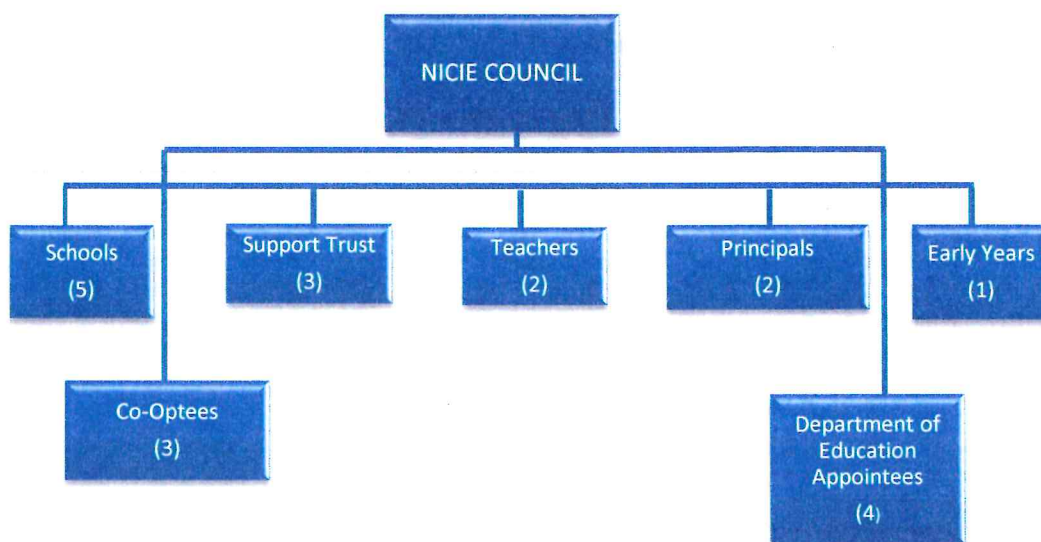 NICIE COUNCIL
Schools
(5)
Support Trust
(3)
Teachers
(2)
Principals
(2)
Early Years
(1)
Co-Optees
(3)
Department of
Education
Appointees
(4)